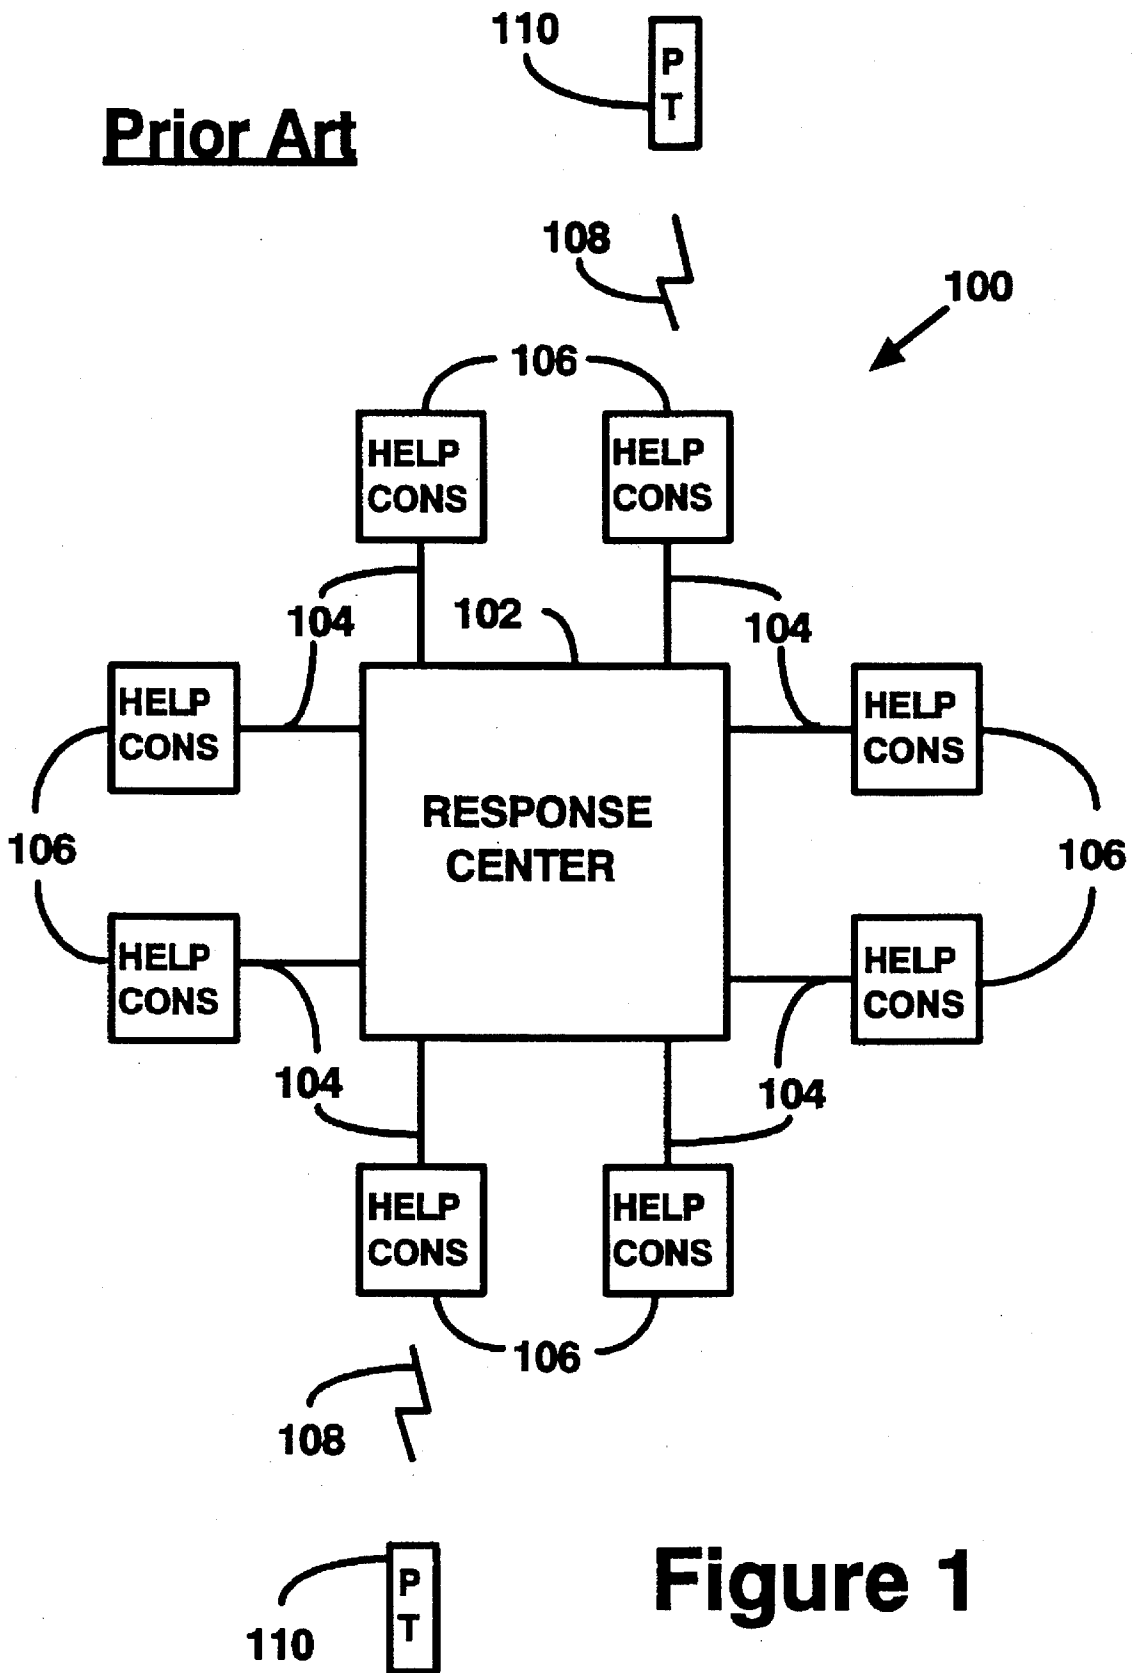 110
P
T
Prior Art
108
100
106
HELP
CONS
HELP
CONS
104
102
104
HELP
CONS
HELP
CONS
RESPONSE
CENTER
106
106
HELP
CONS
HELP
CONS
104
104
HELP
CONS
HELP
CONS
106
108
Figure 1
P
T
110